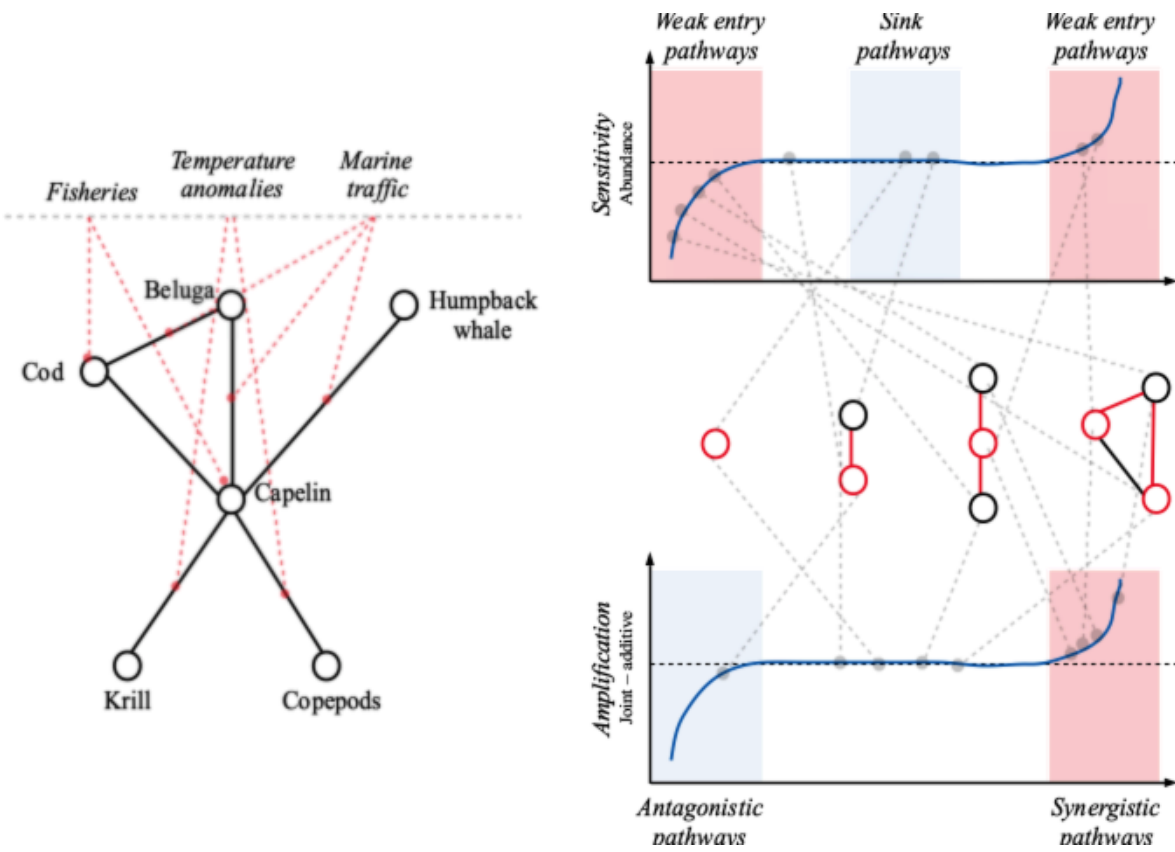 Fisheries
Temperature
anomalies
Marine
traffic
Beluga
Humpback
whale
Cod
Capelin
Krill
Copepods
Weak entry
pathways
Sink
pathways
Weak entry
pathways
Sensitivity
Abundance
Amplification
Joint – additive
Antagonistic
pathways
Synergistic
pathways